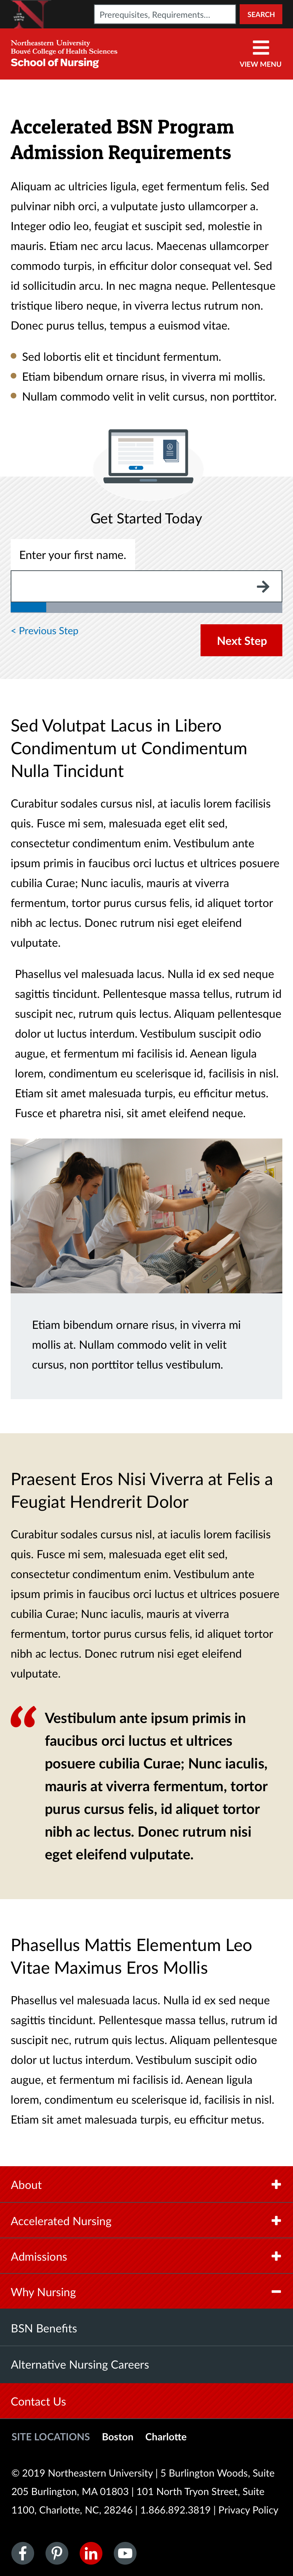 Prerequisites, Requirements...
SEARCH
Northeastern University
Bouvé College of Health Sciences
School of Nursing
VIEW MENU
Accelerated BSN Program
Admission Requirements
Aliquam ac ultricies ligula, eget fermentum felis. Sed
pulvinar nibh orci, a vulputate justo ullamcorper a.
Integer odio leo, feugiat et suscipit sed, molestie in
mauris. Etiam nec arcu lacus. Maecenas ullamcorper
commodo turpis, in efficitur dolor consequat vel. Sed
id sollicitudin arcu. In nec magna neque. Pellentesque
tristique libero neque, in viverra lectus rutrum non.
Donec purus tellus, tempus a euismod vitae.
Sed lobortis elit et tincidunt fermentum.
Etiam bibendum ornare risus, in viverra mi mollis.
Nullam commodo velit in velit cursus, non porttitor.
Get Started Today
Enter your first name.
< Previous Step
Next Step
Sed Volutpat Lacus in Libero
Condimentum ut Condimentum
Nulla Tincidunt
Curabitur sodales cursus nisl, at iaculis lorem facilisis
quis. Fusce mi sem, malesuada eget elit sed,
consectetur condimentum enim. Vestibulum ante
ipsum primis in faucibus orci luctus et ultrices posuere
cubilia Curae; Nunc iaculis, mauris at viverra
fermentum, tortor purus cursus felis, id aliquet tortor
nibh ac lectus. Donec rutrum nisi eget eleifend
vulputate.
Phasellus vel malesuada lacus. Nulla id ex sed neque
sagittis tincidunt. Pellentesque massa tellus, rutrum id
suscipit nec, rutrum quis lectus. Aliquam pellentesque
dolor ut luctus interdum. Vestibulum suscipit odio
augue, et fermentum mi facilisis id. Aenean ligula
lorem, condimentum eu scelerisque id, facilisis in nisl.
Etiam sit amet malesuada turpis, eu efficitur metus.
Fusce et pharetra nisi, sit amet eleifend neque.
Etiam bibendum ornare risus, in viverra mi
mollis at. Nullam commodo velit in velit
cursus, non porttitor tellus vestibulum.
Praesent Eros Nisi Viverra at Felis a
Feugiat Hendrerit Dolor
Curabitur sodales cursus nisl, at iaculis lorem facilisis
quis. Fusce mi sem, malesuada eget elit sed,
consectetur condimentum enim. Vestibulum ante
ipsum primis in faucibus orci luctus et ultrices posuere
cubilia Curae; Nunc iaculis, mauris at viverra
fermentum, tortor purus cursus felis, id aliquet tortor
nibh ac lectus. Donec rutrum nisi eget eleifend
vulputate.
“ Vestibulum ante ipsum primis in
faucibus orci luctus et ultrices
posuere cubilia Curae; Nunc iaculis,
mauris at viverra fermentum, tortor
purus cursus felis, id aliquet tortor
nibh ac lectus. Donec rutrum nisi
eget eleifend vulputate.
Phasellus Mattis Elementum Leo
Vitae Maximus Eros Mollis
Phasellus vel malesuada lacus. Nulla id ex sed neque
sagittis tincidunt. Pellentesque massa tellus, rutrum id
suscipit nec, rutrum quis lectus. Aliquam pellentesque
dolor ut luctus interdum. Vestibulum suscipit odio
augue, et fermentum mi facilisis id. Aenean ligula
lorem, condimentum eu scelerisque id, facilisis in nisl.
Etiam sit amet malesuada turpis, eu efficitur metus.
About
Accelerated Nursing
Admissions
Why Nursing
BSN Benefits
Alternative Nursing Careers
Contact Us
SITE LOCATIONS Boston Charlotte
© 2019 Northeastern University | 5 Burlington Woods, Suite
205 Burlington, MA 01803 | 101 North Tryon Street, Suite
1100, Charlotte, NC, 28246 | 1.866.892.3819 | Privacy Policy